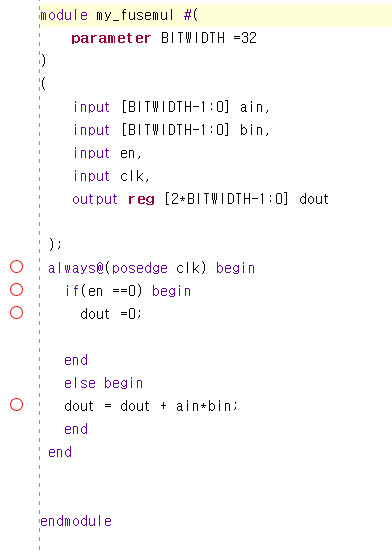 module my_fusemul #(
parameter BITWIDTH =32
)
(
input [BITWIDTH-1:0] ain,
input [BITWIDTH-1:0] bin,
input en,
input clk,
output reg [2*BITWIDTH-1:0] dout
);
always@(posedge clk) begin
if(en ==0) begin
dout =0;
end
else begin
dout = dout + ain*bin;
end
end
endmodule